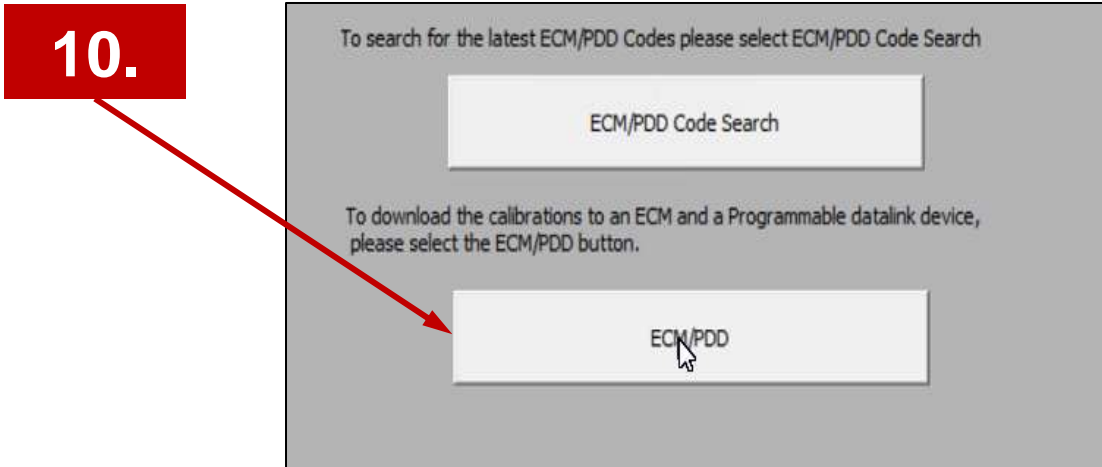 10.
To search for the latest ECM/PDD Codes please select ECM/PDD Code Search
ECM/PDD Code Search
To download the calibrations to an ECM and a Programmable datalink device,
please select the ECM/PDD button.
ECM/PDD